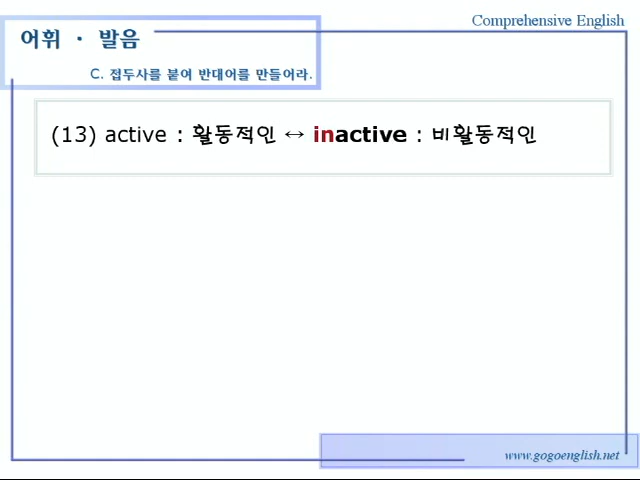 Comprehensive English
어휘 · 발음
C. 접두사를 붙여 반대어를 만들어라.
(13) active : 활동적인 ↔ inactive : 비활동적인
www.gogoenglish.net